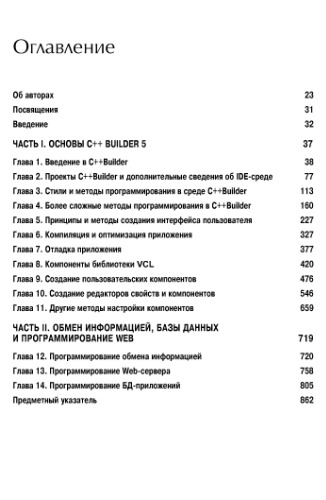 Оглавление
Об авторах 23
Посвящения 31
Введение 32
ЧАСТЬ I. ОСНОВЫ C++ BUILDER 5 37
Глава 1. Введение в C++Builder 38
Глава 2. Проекты C++Builder и дополнительные сведения об IDE-среде 77
Глава 3. Стили и методы программирования в среде C++Builder 113
Глава 4. Более сложные методы программирования в C++Builder 160
Глава 5. Принципы и методы создания интерфейса пользователя 227
Глава 6. Компиляция и оптимизация приложения 327
Глава 7. Отладка приложения 377
Глава 8. Компоненты библиотеки VCL 420
Глава 9. Создание пользовательских компонентов 476
Глава 10. Создание редакторов свойств и компонентов 546
Глава 11. Другие методы настройки компонентов 659
ЧАСТЬ II. ОБМЕН ИНФОРМАЦИЕЙ, БАЗЫ ДАННЫХ
И ПРОГРАММИРОВАНИЕ WEB 719
Глава 12. Программирование обмена информацией 720
Глава 13. Программирование Web-сервера 758
Глава 14. Программирование БД-приложений 805
Предметный указатель 862